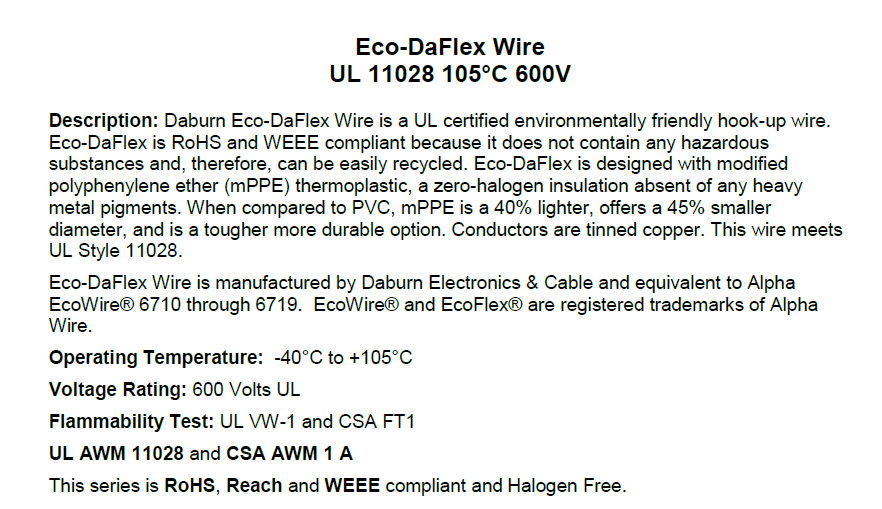 Eco-DaFlex Wire
UL 11028 105°C 600V
Description: Daburn Eco-DaFlex Wire is a UL certified environmentally friendly hook-up wire.
Eco-DaFlex is RoHS and WEEE compliant because it does not contain any hazardous
substances and, therefore, can be easily recycled. Eco-DaFlex is designed with modified
polyphenylene ether (mPPE) thermoplastic, a zero-halogen insulation absent of any heavy
metal pigments. When compared to PVC, mPPE is a 40% lighter, offers a 45% smaller
diameter, and is a tougher more durable option. Conductors are tinned copper. This wire meets
UL Style 11028.
Eco-DaFlex Wire is manufactured by Daburn Electronics & Cable and equivalent to Alpha
EcoWire® 6710 through 6719.  EcoWire® and EcoFlex® are registered trademarks of Alpha
Wire.
Operating Temperature:  -40°C to +105°C
Voltage Rating: 600 Volts UL
Flammability Test: UL VW-1 and CSA FT1
UL AWM 11028 and CSA AWM 1 A
This series is RoHS, Reach and WEEE compliant and Halogen Free.